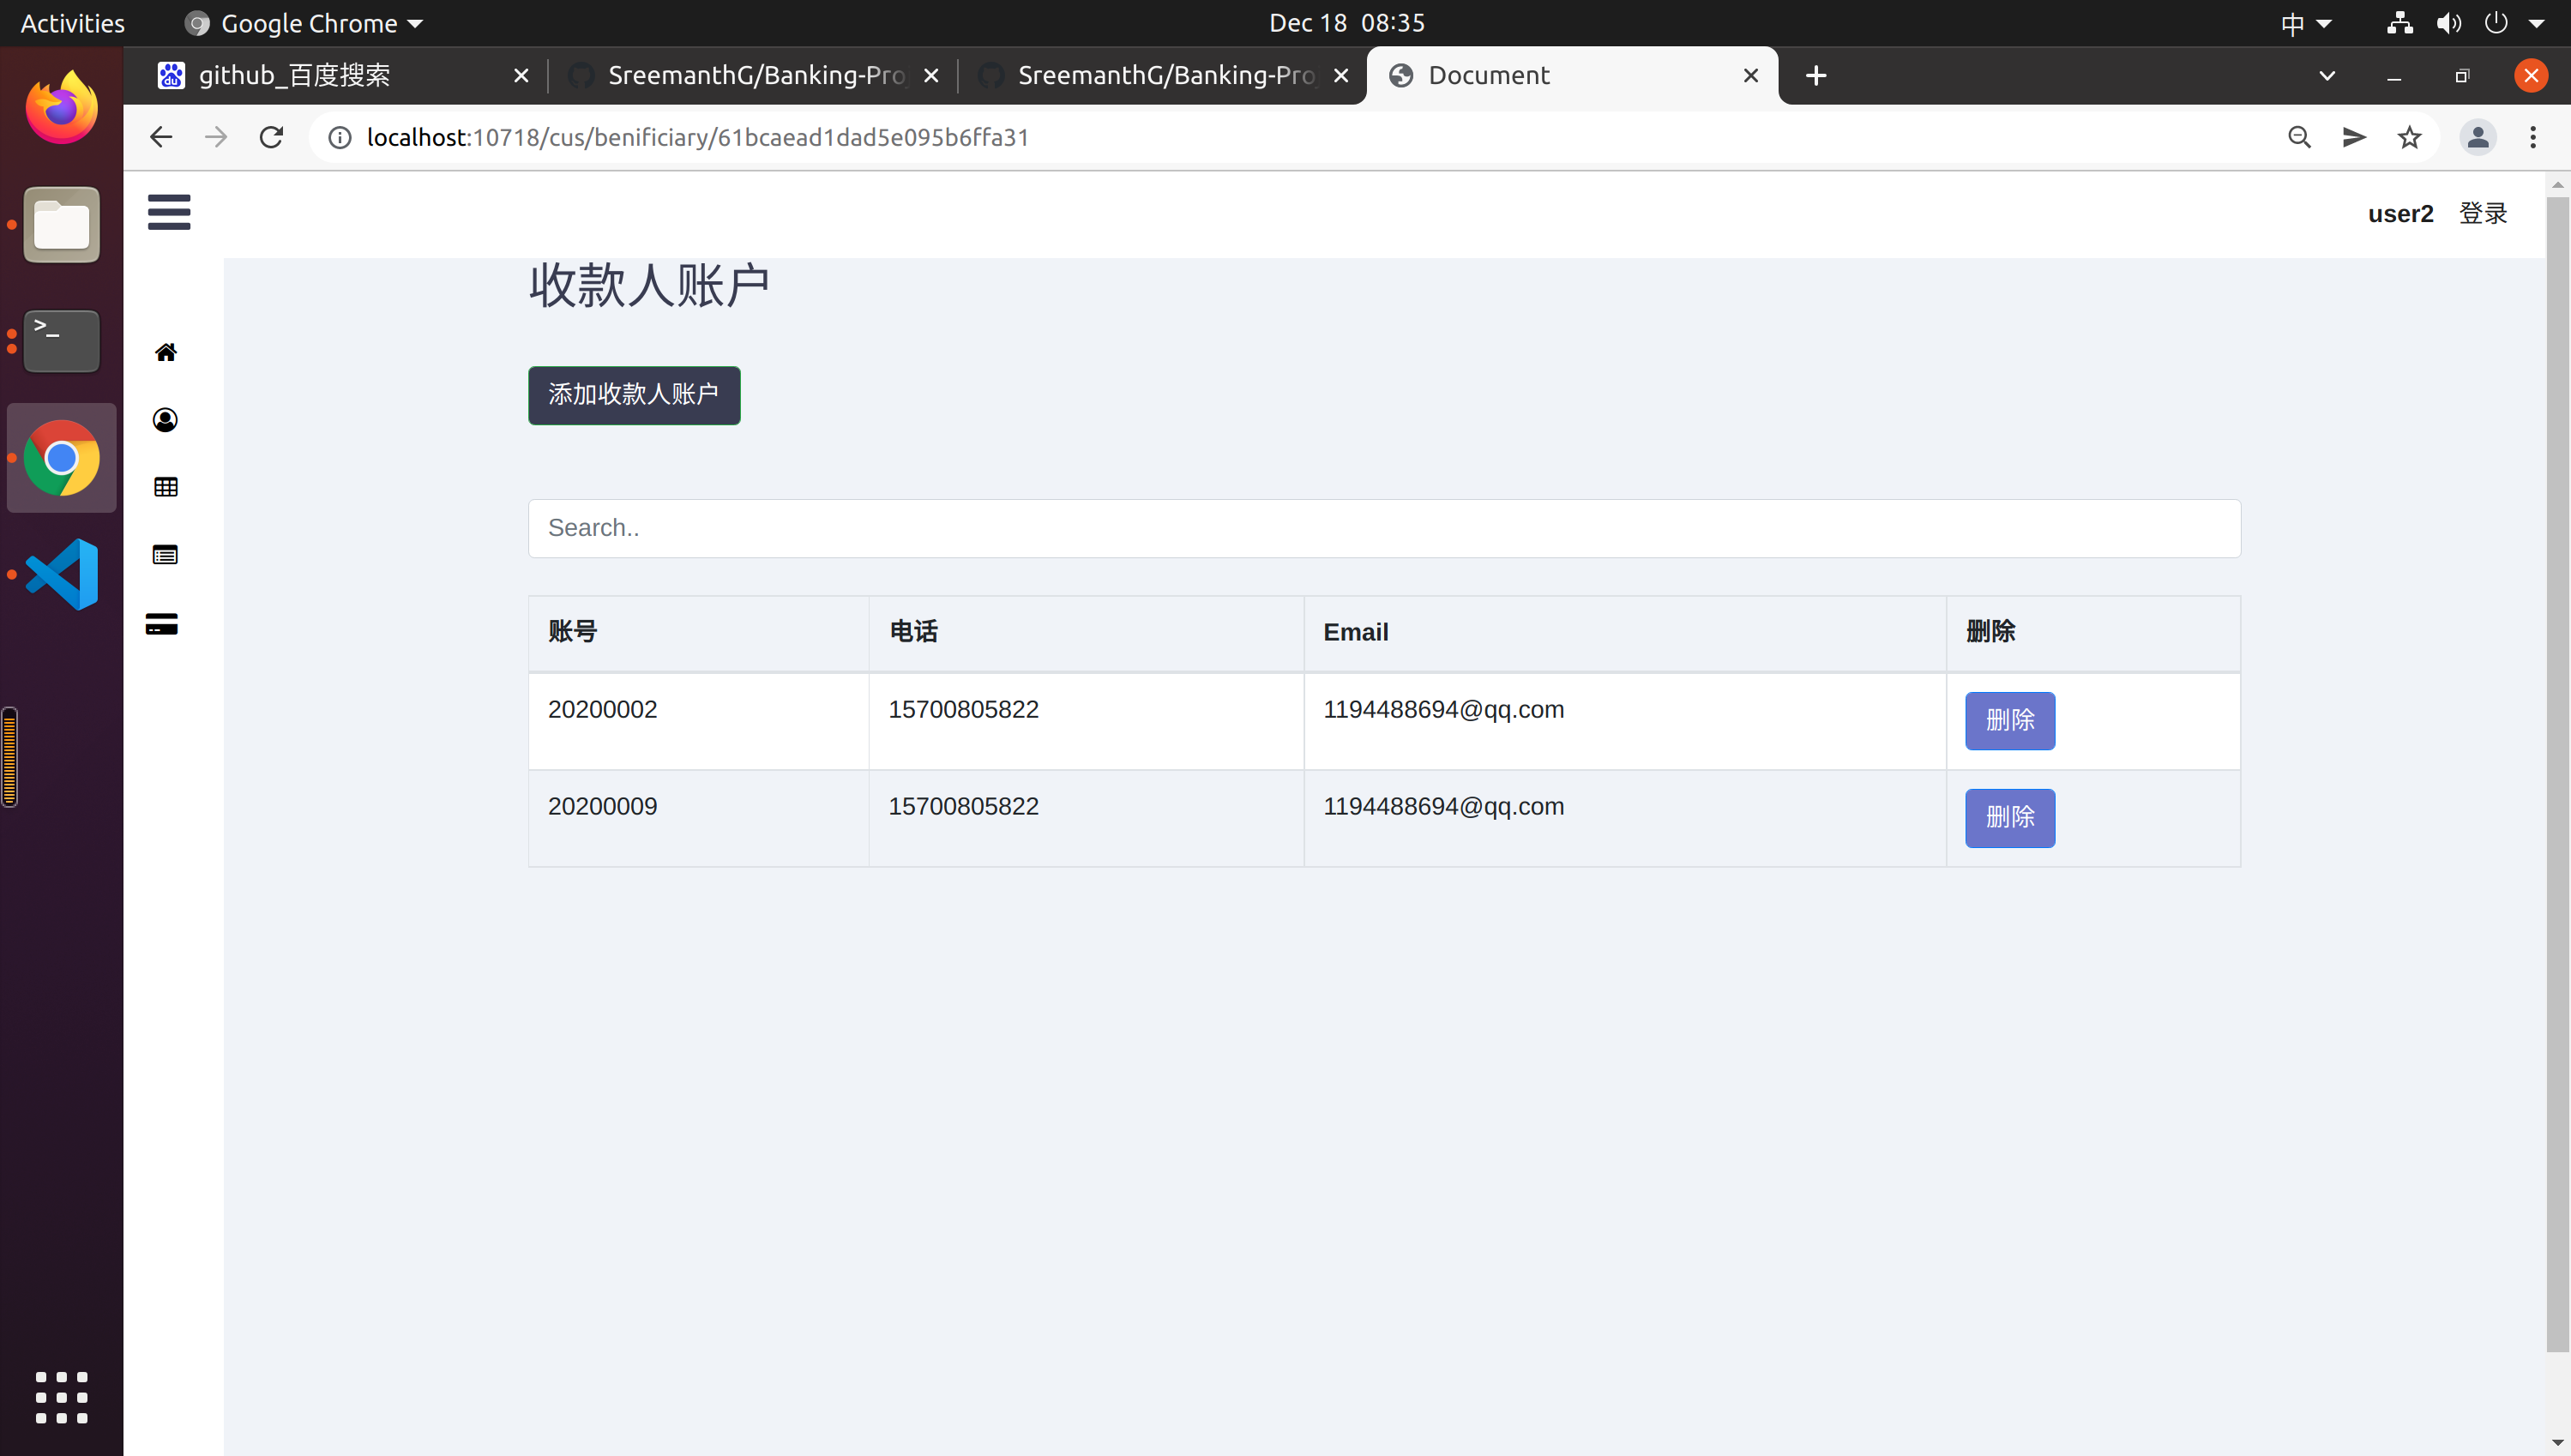 Activities
Google Chrome
Dec 18 08:35
中
github_百度搜索
SreemanthG/Banking-Pro
SreemanthG/Banking-Pro
Document
localhost:10718/cus/benificiary/61bcaead1dad5e095b6ffa31
user2
登录
收款人账户
添加收款人账户
Search..
账号 电话 Email 删除
20200002 15700805822 1194488694@qq.com 删除
20200009 15700805822 1194488694@qq.com 删除